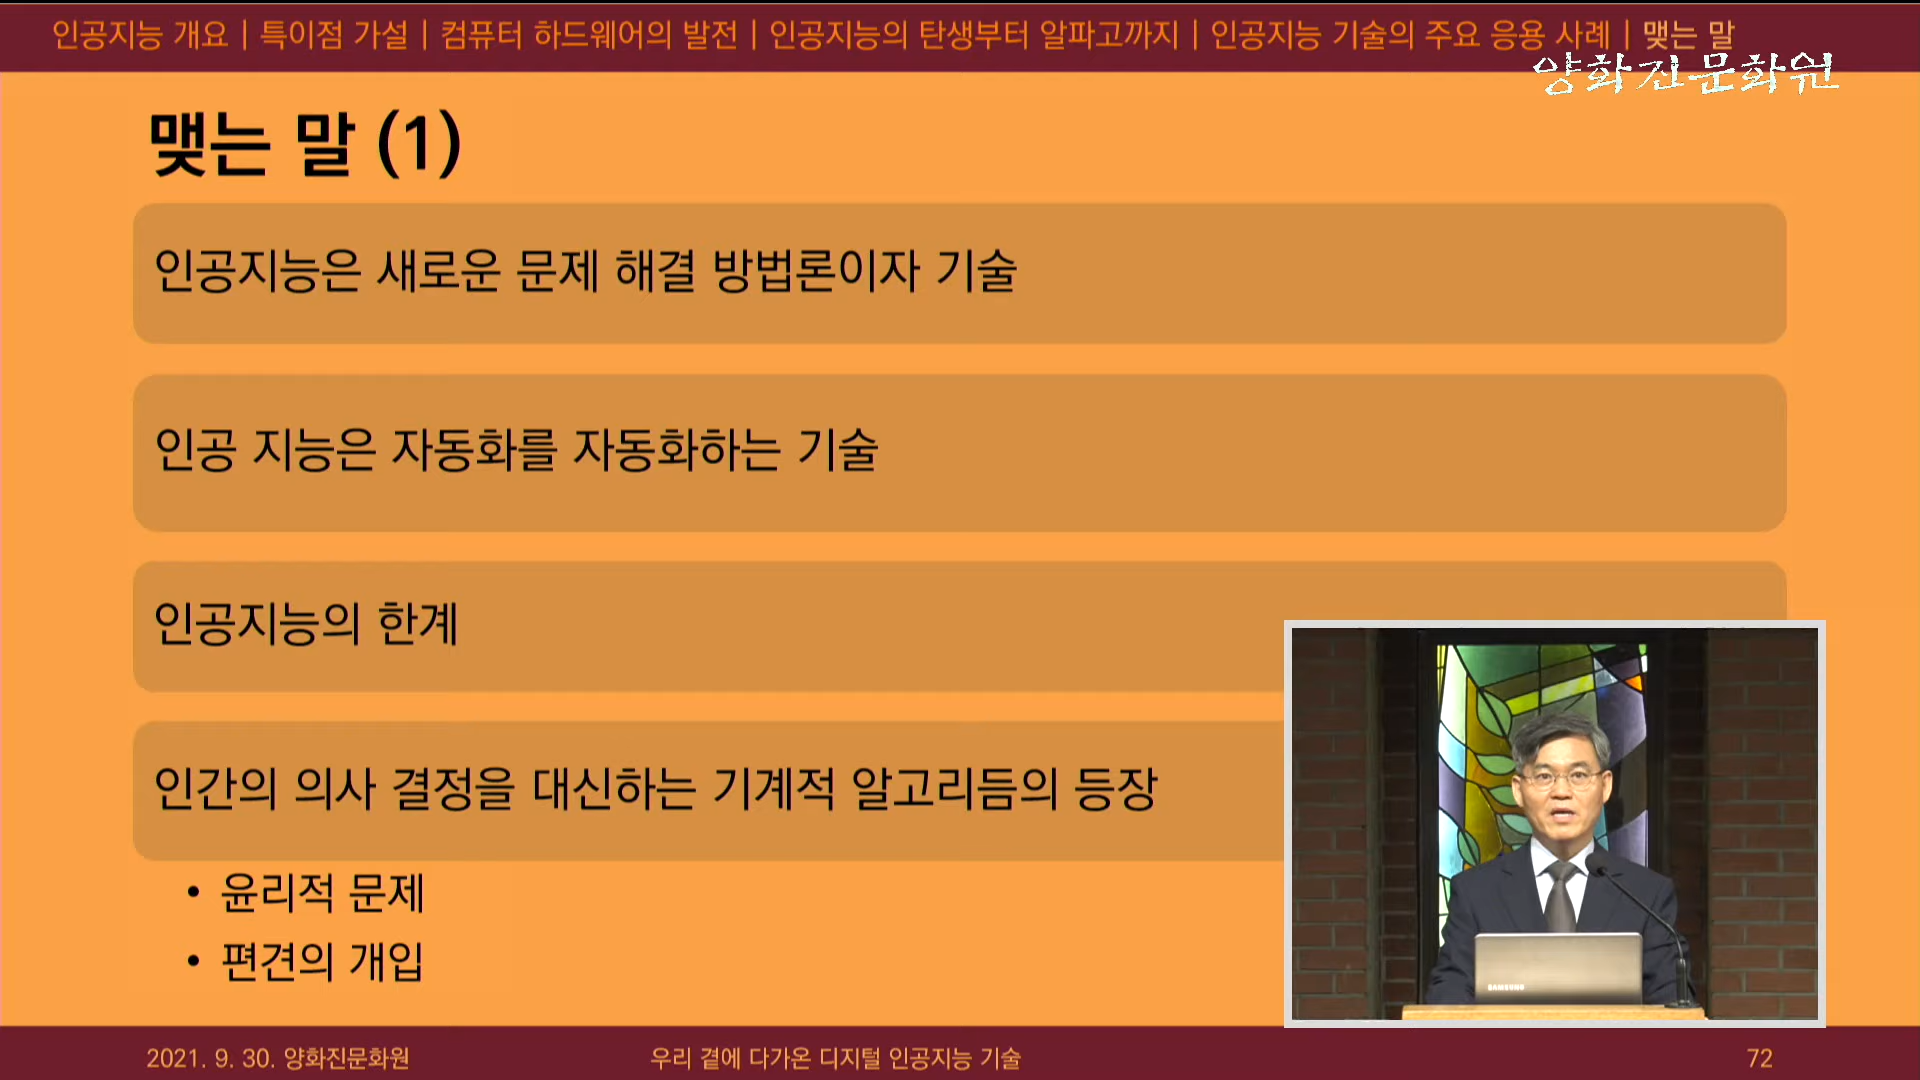 인공지능 개요 | 특이점 가설 | 컴퓨터 하드웨어의 발전 | 인공지능의 탄생부터 알파고까지 | 인공지능 기술의 주요 응용 사례 | 맺는 말
양화진문화원
맺는 말 (1)
인공지능은 새로운 문제 해결 방법론이자 기술
인공 지능은 자동화를 자동화하는 기술
인공지능의 한계
인간의 의사 결정을 대신하는 기계적 알고리듬의 등장
• 윤리적 문제
• 편견의 개입
SAMSUNG
2021. 9. 30. 양화진문화원
우리 곁에 다가온 디지털 인공지능 기술
72